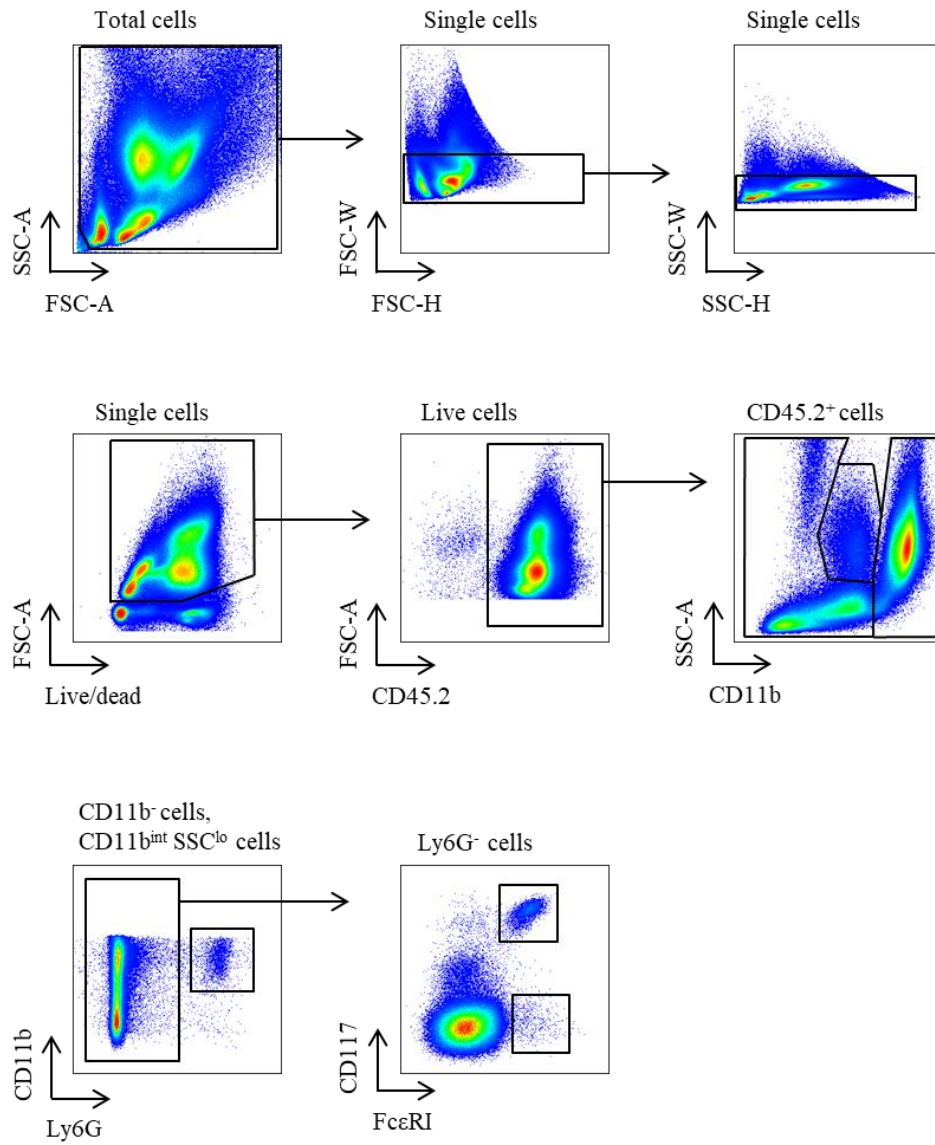 Total cells
Single cells
Single cells
SSC-A
FSC-A
FSC-W
FSC-H
SSC-W
SSC-H
Single cells
Live cells
CD45.2⁺ cells
FSC-A
Live/dead
FSC-A
CD45.2
SSC-A
CD11b
CD11b⁻ cells,
CD11bⁱⁿᵗ SSCˡᵒ cells
Ly6G⁻ cells
CD11b
Ly6G
CD117
FcεRI